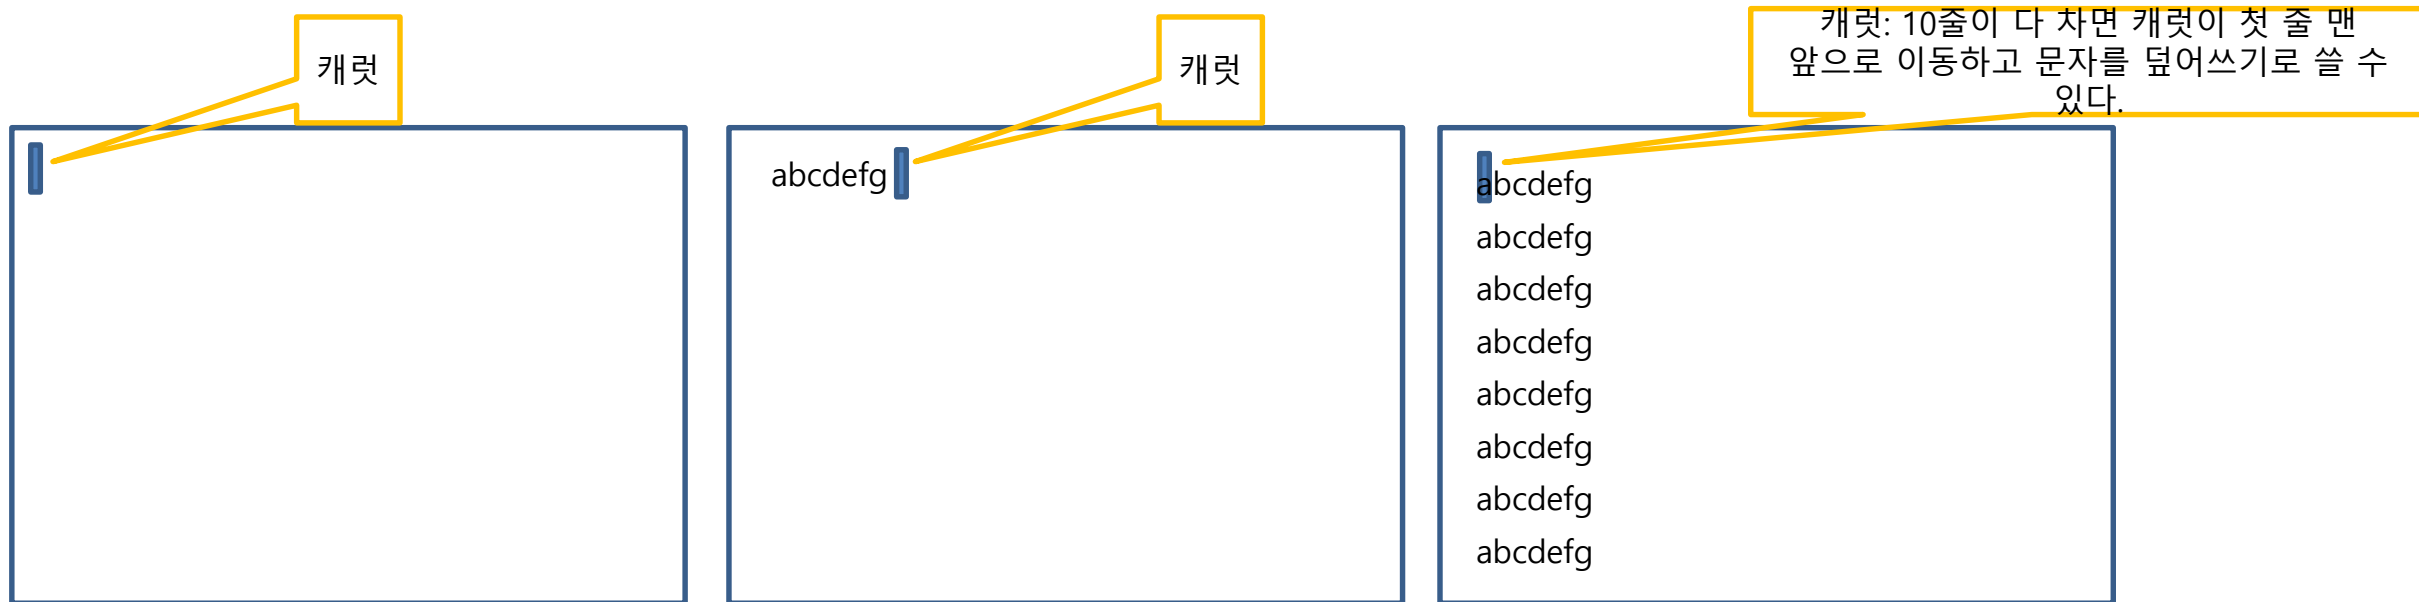 캐럿
캐럿
캐럿: 10줄이 다 차면 캐럿이 첫 줄 맨
앞으로 이동하고 문자를 덮어쓰기로 쓸 수
있다.
abcdefg
abcdefg
abcdefg
abcdefg
abcdefg
abcdefg
abcdefg
abcdefg
abcdefg